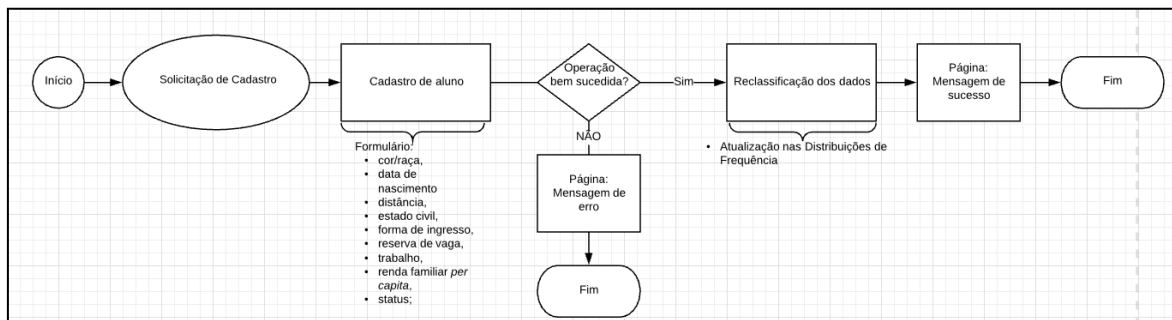 Início
Solicitação de Cadastro
Cadastro de aluno
Formulário:
• cor/raça,
• data de
nascimento
• distância,
• estado civil,
• forma de ingresso,
• reserva de vaga,
• trabalho,
• renda familiar per
capita,
• status;
Operação
bem sucedida?
Sim
NÃO
Página:
Mensagem de
erro
Fim
Reclassificação dos dados
• Atualização nas Distribuições de
Frequência
Página:
Mensagem de
sucesso
Fim